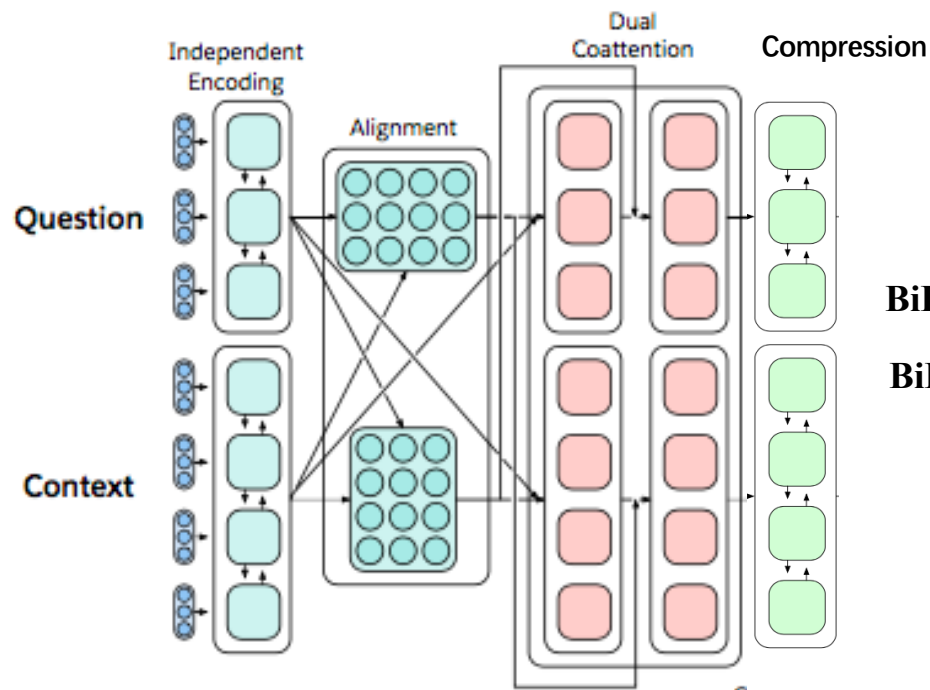 Independent
Encoding
Alignment
Dual
Coattention
Compression
Question
Context